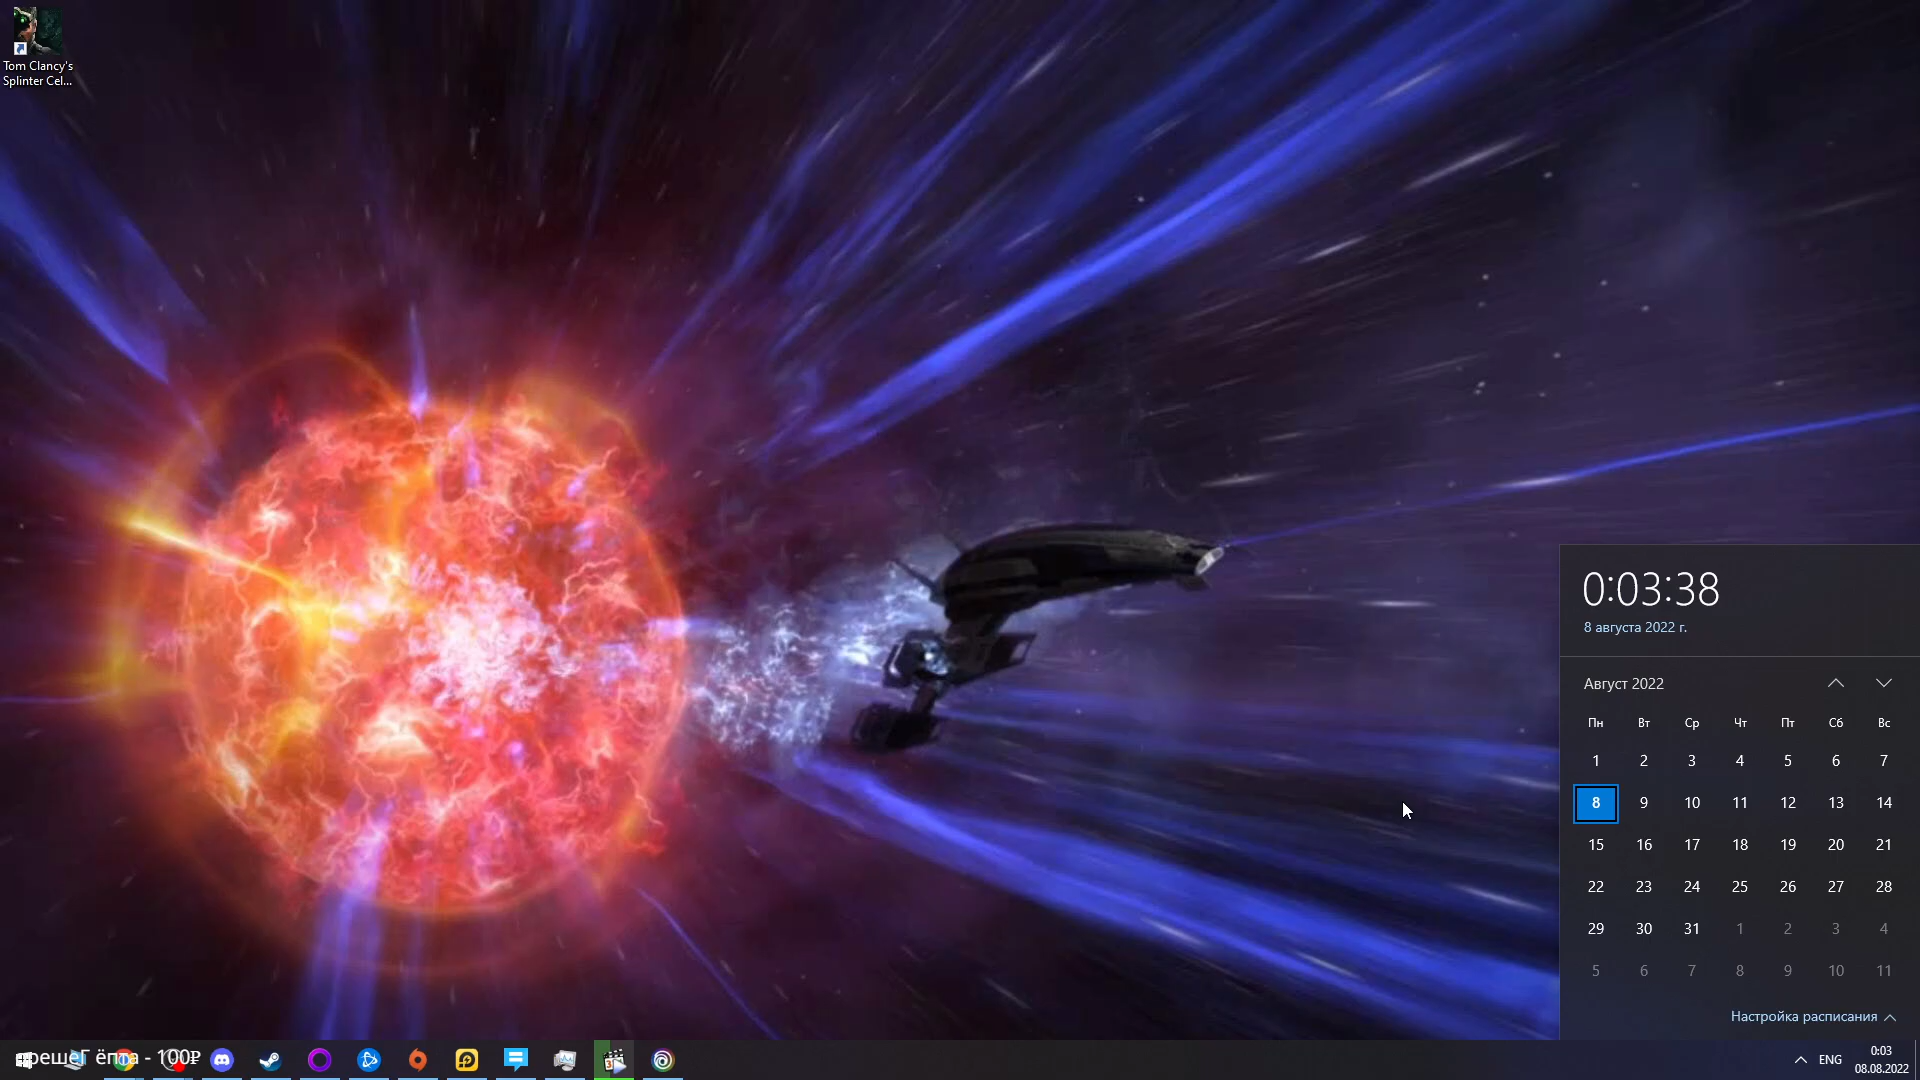 Tom Clancy's
Splinter Cel...
0:03:38
8 августа 2022 г.
Август 2022
Пн Вт Ср Чт Пт Сб Вс
1 2 3 4 5 6 7
8 9 10 11 12 13 14
15 16 17 18 19 20 21
22 23 24 25 26 27 28
29 30 31 1 2 3 4
5 6 7 8 9 10 11
Настройка расписания
- 100₽
ENG
0:03
08.08.2022